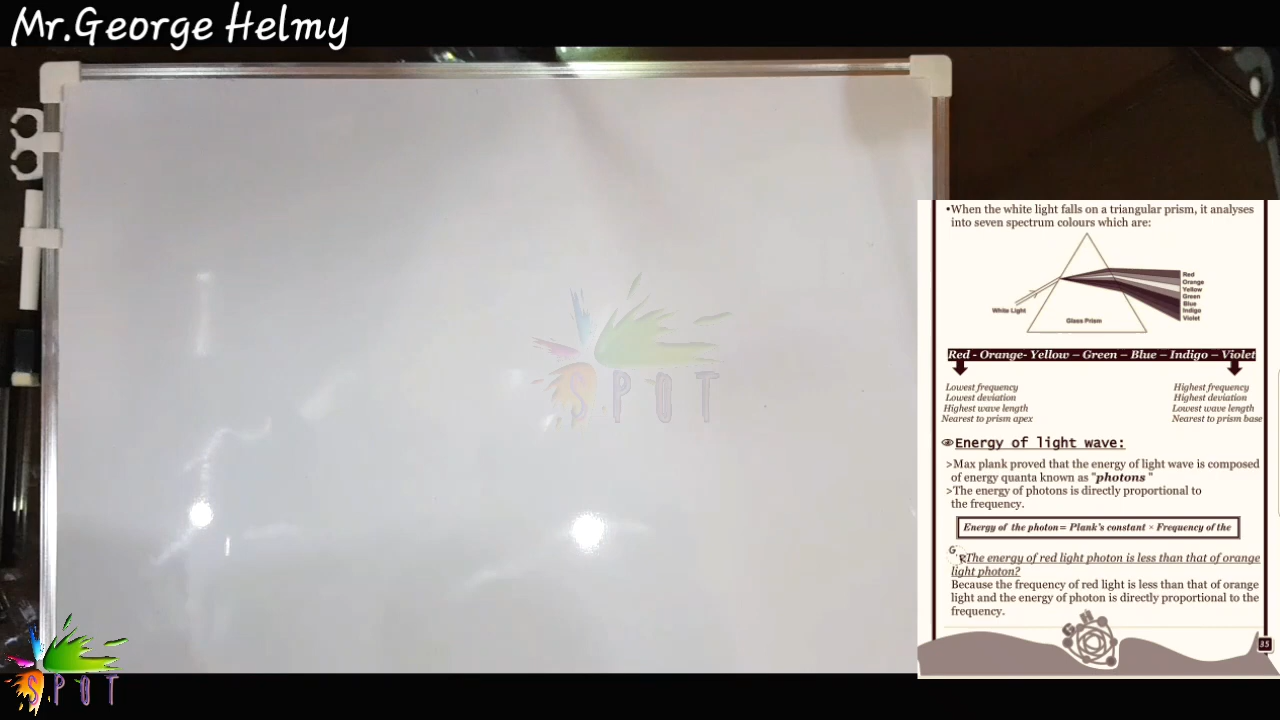 Mr.George Helmy
•When the white light falls on a triangular prism, it analyses
into seven spectrum colours which are:
Red
Orange
Yellow
Green
Blue
Indigo
Violet
White Light
Glass Prism
Red - Orange- Yellow – Green – Blue – Indigo – Violet
Lowest frequency
Lowest deviation
Highest wave length
Nearest to prism apex
Highest frequency
Highest deviation
Lowest wave length
Nearest to prism base
Energy of light wave:
>Max plank proved that the energy of light wave is composed
of energy quanta known as "photons "
>The energy of photons is directly proportional to
the frequency.
Energy of the photon= Plank's constant × Frequency of the
G.R The energy of red light photon is less than that of orange
light photon?
Because the frequency of red light is less than that of orange
light and the energy of photon is directly proportional to the
frequency.
GH
35
SPOT
SPOT